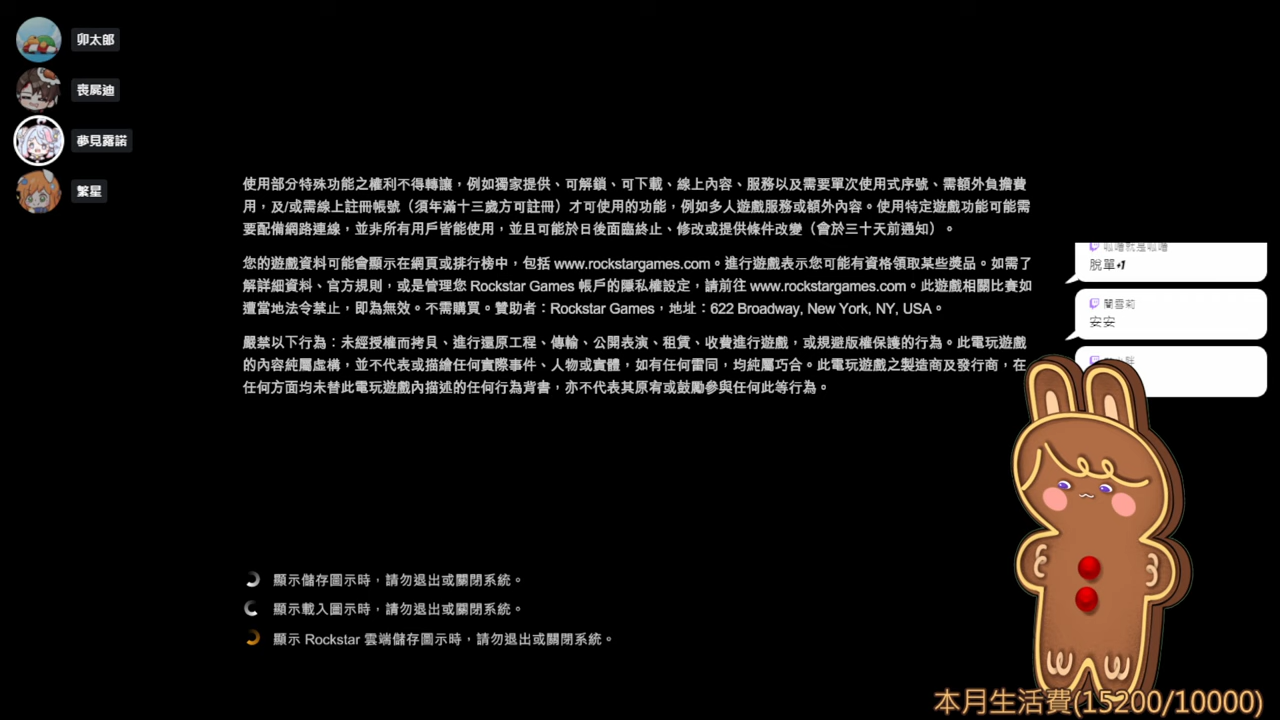 卯太郎
喪屍迪
夢見露諾
繁星
使用部分特殊功能之權利不得轉讓，例如獨家提供、可解鎖、可下載、線上內容、服務以及需要單次使用式序號、需額外負擔費
用，及/或需線上註冊帳號（須年滿十三歲方可註冊）才可使用的功能，例如多人遊戲服務或額外內容。使用特定遊戲功能可能需
要配備網路連線，並非所有用戶皆能使用，並且可能於日後面臨終止、修改或提供條件改變（會於三十天前通知）。
您的遊戲資料可能會顯示在網頁或排行榜中，包括 www.rockstargames.com。進行遊戲表示您可能有資格領取某些獎品。如需了
解詳細資料、官方規則，或是管理您 Rockstar Games 帳戶的隱私權設定，請前往 www.rockstargames.com。此遊戲相關比賽如
遭當地法令禁止，即為無效。不需購買。贊助者：Rockstar Games，地址：622 Broadway, New York, NY, USA。
嚴禁以下行為：未經授權而拷貝、進行還原工程、傳輸、公開表演、租賃、收費進行遊戲，或規避版權保護的行為。此電玩遊戲
的內容純屬虛構，並不代表或描繪任何實際事件、人物或實體，如有任何雷同，均純屬巧合。此電玩遊戲之製造商及發行商，在
任何方面均未替此電玩遊戲內描述的任何行為背書，亦不代表其原宥或鼓勵參與任何此等行為。
脫單+1
蘭雪莉
安安
顯示儲存圖示時，請勿退出或關閉系統。
顯示載入圖示時，請勿退出或關閉系統。
顯示 Rockstar 雲端儲存圖示時，請勿退出或關閉系統。
本月生活費(15200/10000)